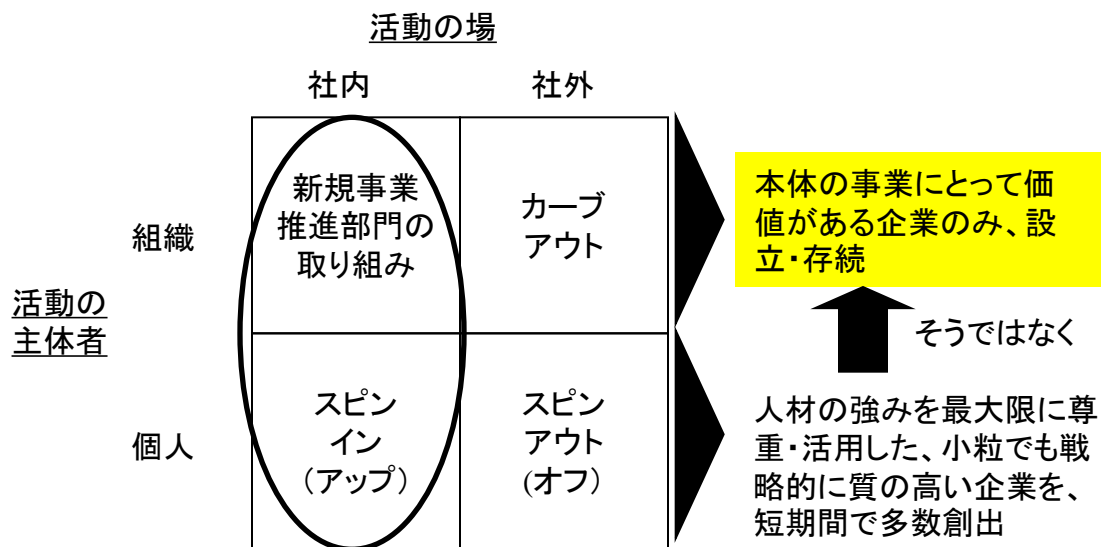 活動の場
社内
社外
組織
新規事業
推進部門の
取り組み
カーブ
アウト
本体の事業にとって価
値がある企業のみ、設
立・存続
活動の
主体者
そうではなく
個人
スピン
イン
(アップ)
スピン
アウト
(オフ)
人材の強みを最大限に尊
重・活用した、小粒でも戦
略的に質の高い企業を、
短期間で多数創出